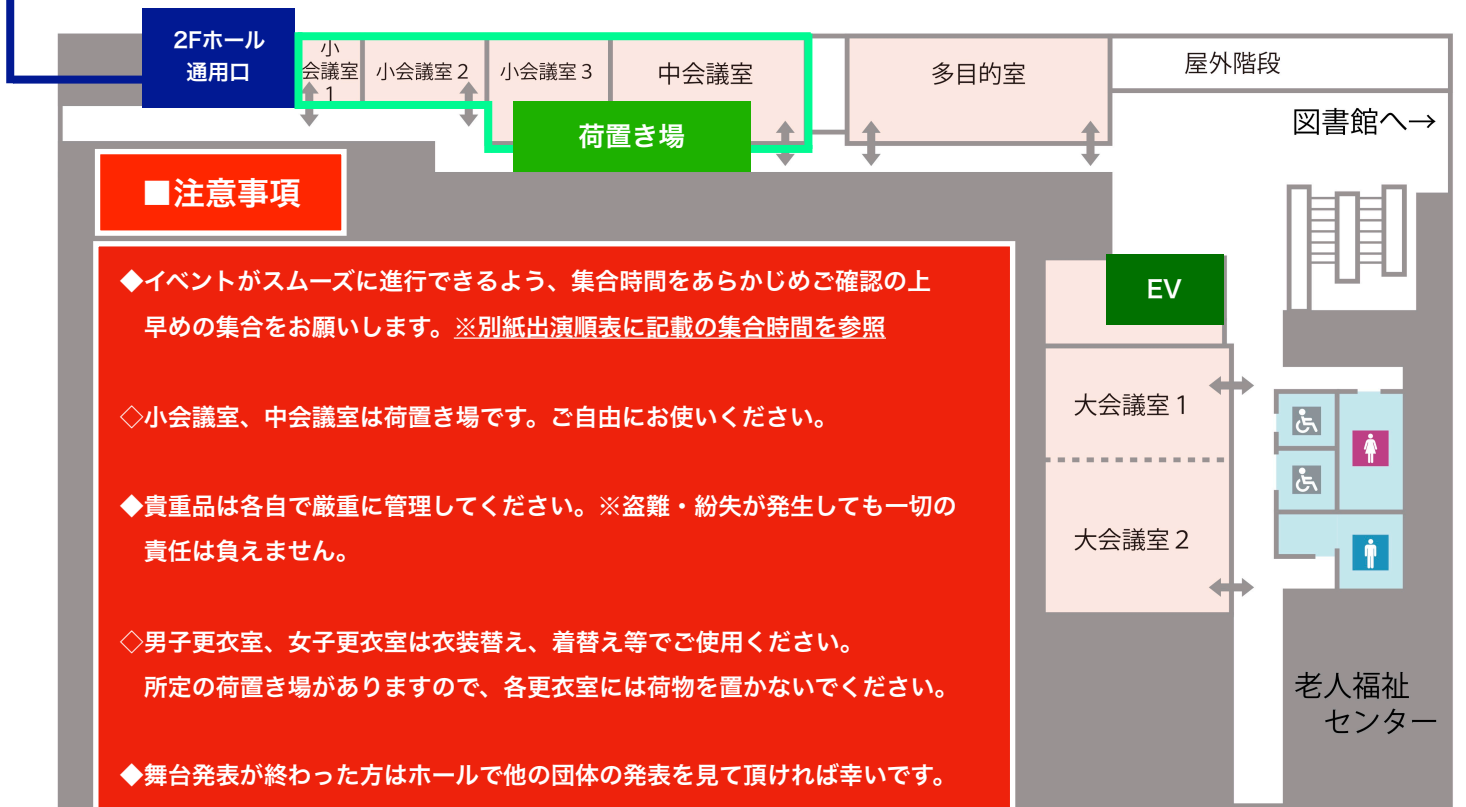 2Fホール
通用口
小
会議室
1
小会議室2
小会議室3
中会議室
荷置き場
多目的室
屋外階段
図書館へ→
■注意事項
◆イベントがスムーズに進行できるよう、集合時間をあらかじめご確認の上
早めの集合をお願いします。※別紙出演順表に記載の集合時間を参照
◇小会議室、中会議室は荷置き場です。ご自由にお使いください。
◆貴重品は各自で厳重に管理してください。※盗難・紛失が発生しても一切の
責任は負えません。
◇男子更衣室、女子更衣室は衣装替え、着替え等でご使用ください。
所定の荷置き場がありますので、各更衣室には荷物を置かないでください。
◆舞台発表が終わった方はホールで他の団体の発表を見て頂ければ幸いです。
EV
大会議室1
大会議室2
老人福祉
センター